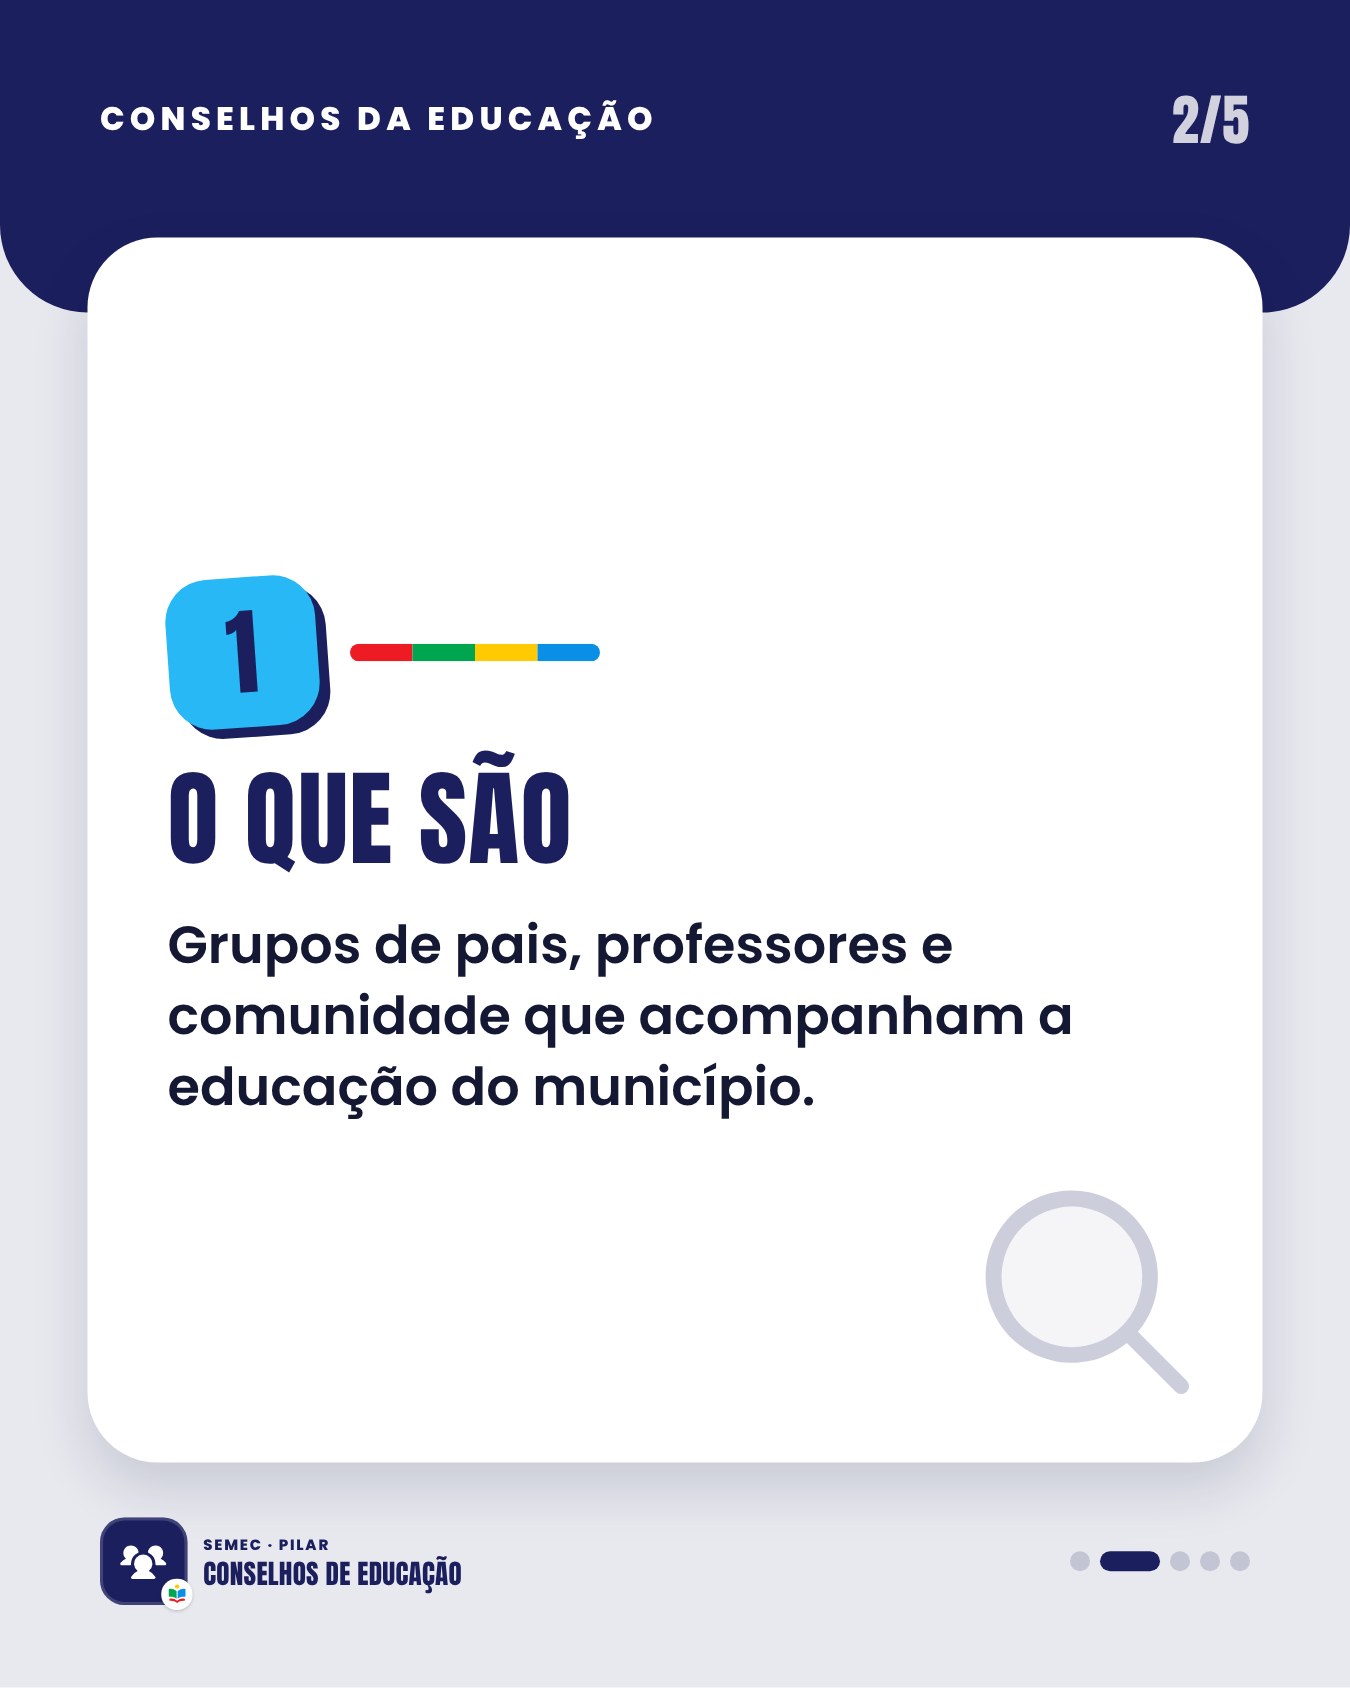 CONSELHOS DA EDUCAÇÃO
2/5
1
O QUE SÃO
Grupos de pais, professores e
comunidade que acompanham a
educação do município.
SEMEC · PILAR
CONSELHOS DE EDUCAÇÃO